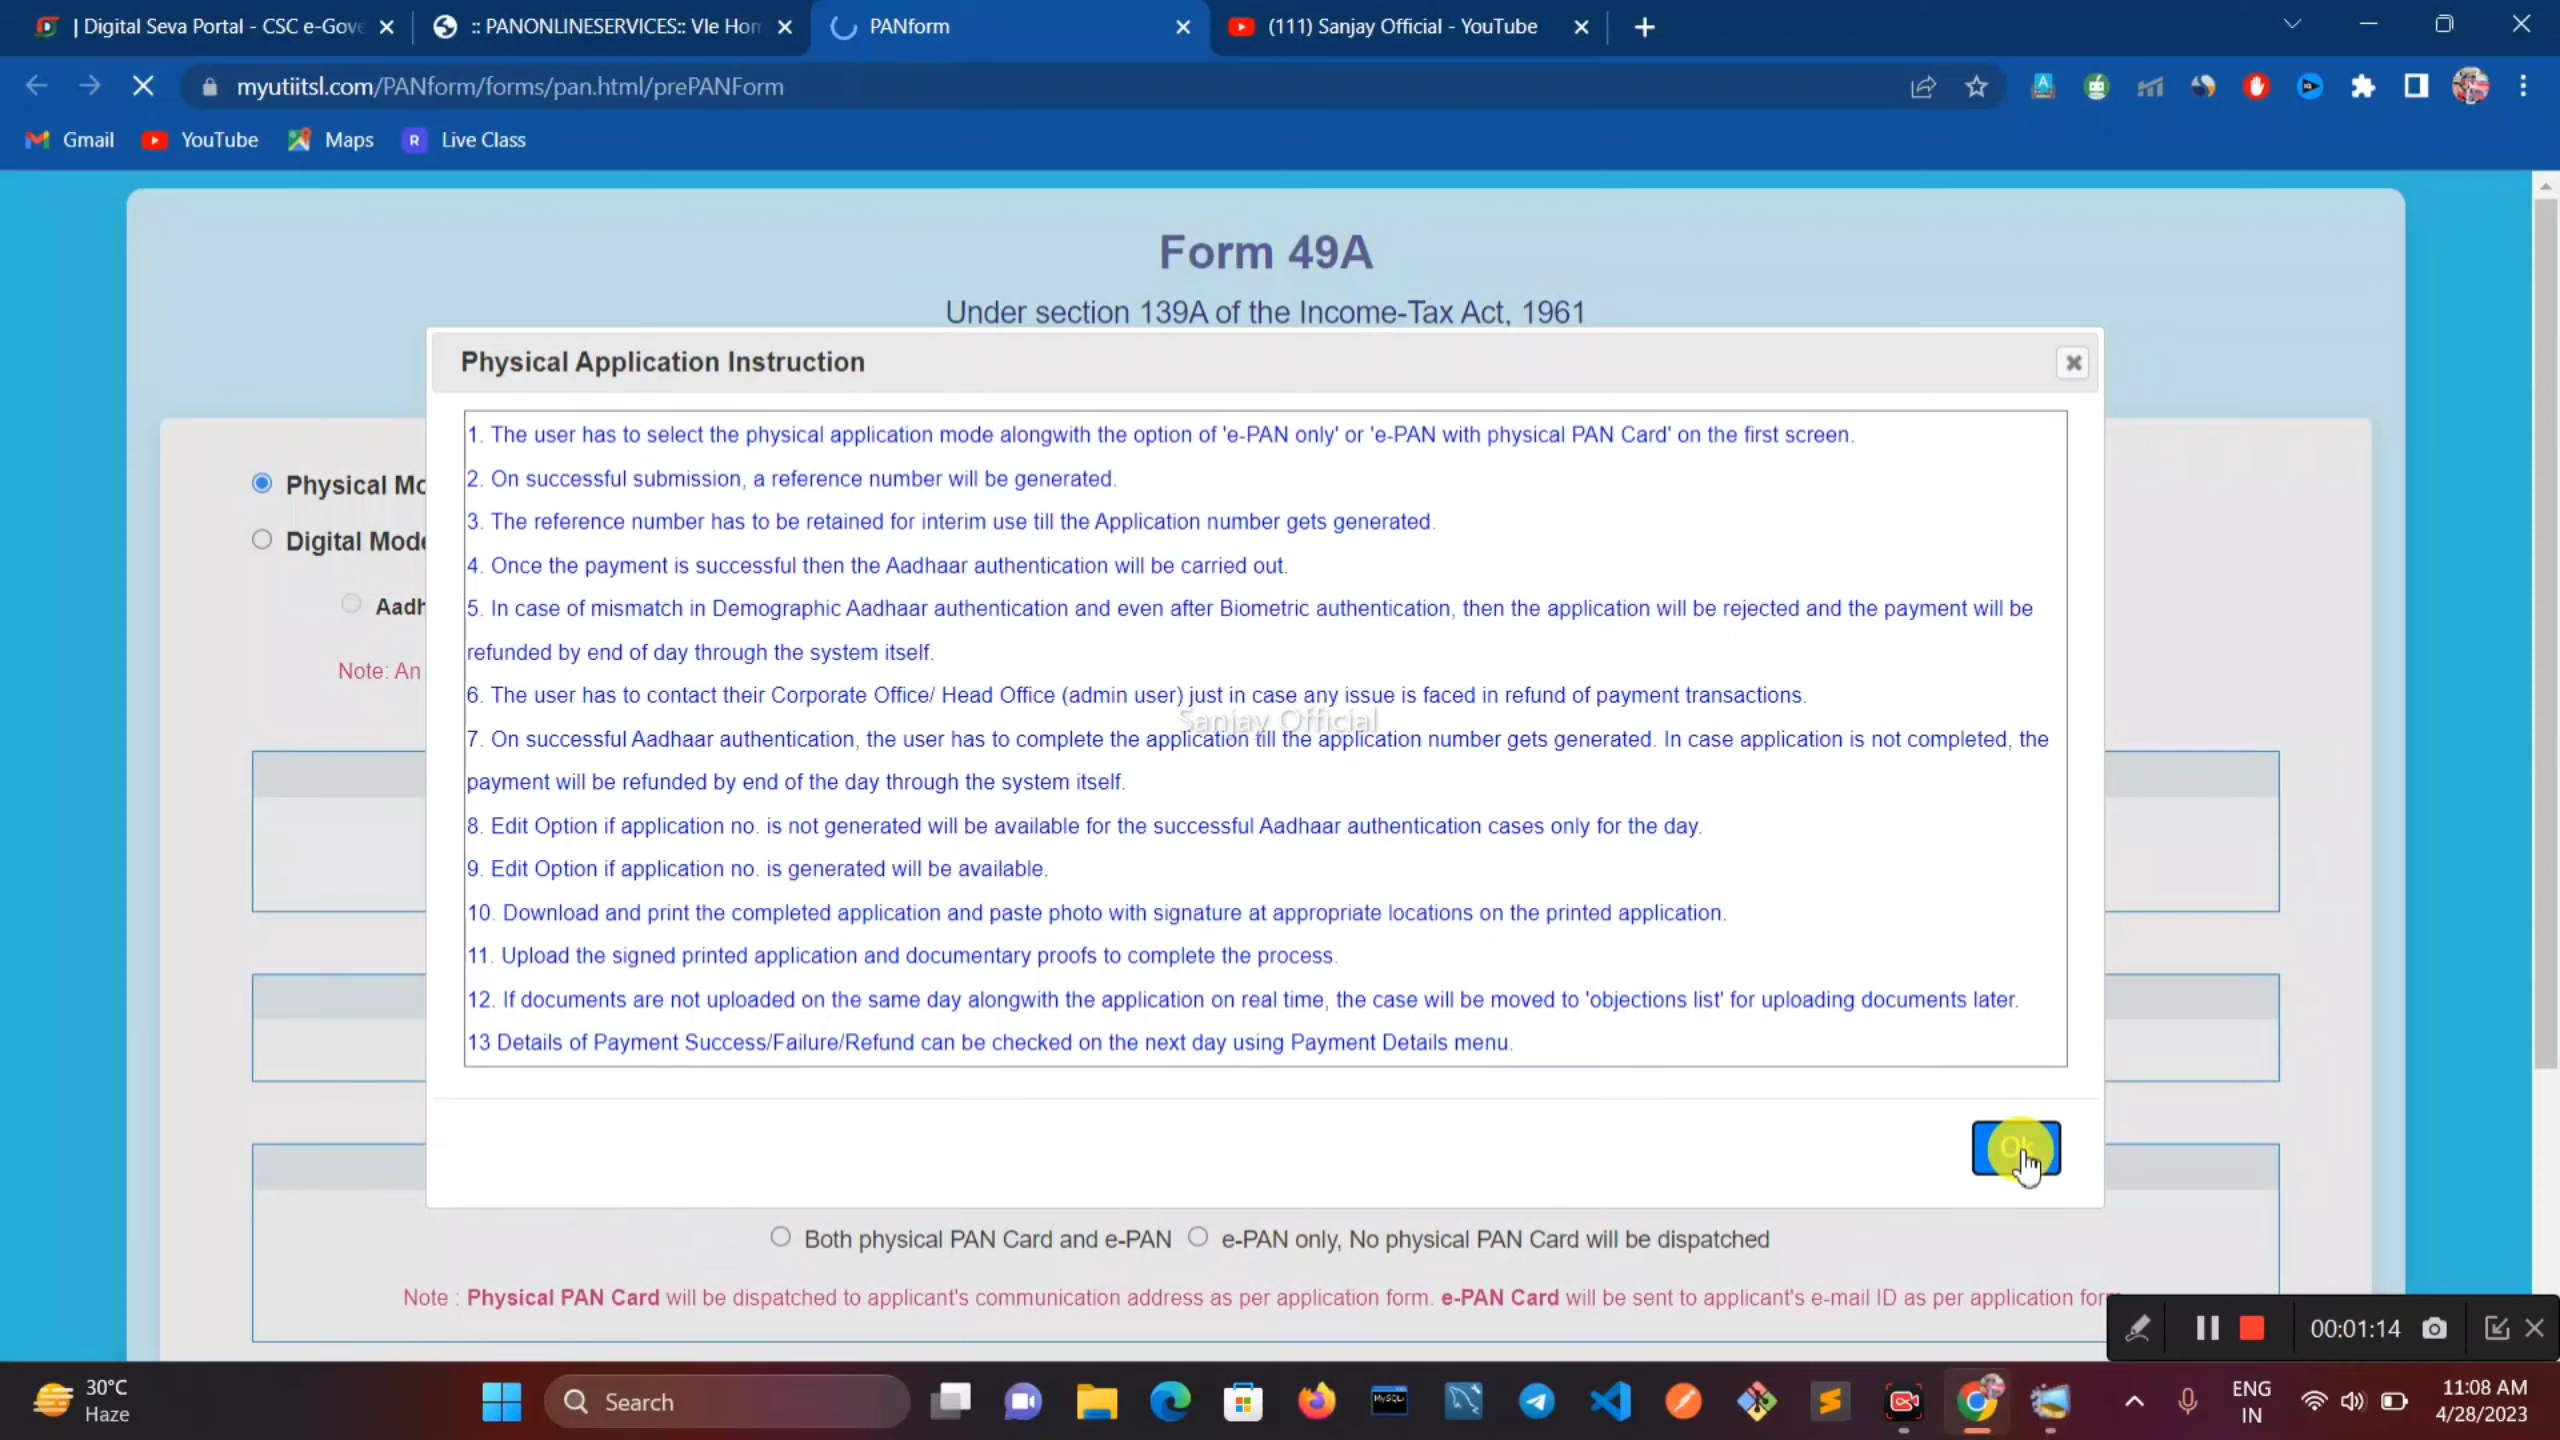 | Digital Seva Portal - CSC e-Gove
:: PANONLINESERVICES:: Vle Hom
PANform
(111) Sanjay Official - YouTube
myutiitsl.com/PANform/forms/pan.html/prePANForm
Gmail
YouTube
Maps
R
Live Class
Form 49A
Under section 139A of the Income-Tax Act, 1961
Physical Application Instruction
1. The user has to select the physical application mode alongwith the option of 'e-PAN only' or 'e-PAN with physical PAN Card' on the first screen.
2. On successful submission, a reference number will be generated.
3. The reference number has to be retained for interim use till the Application number gets generated.
4. Once the payment is successful then the Aadhaar authentication will be carried out.
5. In case of mismatch in Demographic Aadhaar authentication and even after Biometric authentication, then the application will be rejected and the payment will be
refunded by end of day through the system itself.
6. The user has to contact their Corporate Office/ Head Office (admin user) just in case any issue is faced in refund of payment transactions.
Sanjay Official
7. On successful Aadhaar authentication, the user has to complete the application till the application number gets generated. In case application is not completed, the
payment will be refunded by end of the day through the system itself.
8. Edit Option if application no. is not generated will be available for the successful Aadhaar authentication cases only for the day.
9. Edit Option if application no. is generated will be available.
10. Download and print the completed application and paste photo with signature at appropriate locations on the printed application.
11. Upload the signed printed application and documentary proofs to complete the process.
12. If documents are not uploaded on the same day alongwith the application on real time, the case will be moved to 'objections list' for uploading documents later.
13 Details of Payment Success/Failure/Refund can be checked on the next day using Payment Details menu.
Ok
Physical Mo
Digital Mode
Aadh
Note: An
Both physical PAN Card and e-PAN
e-PAN only, No physical PAN Card will be dispatched
Note : Physical PAN Card will be dispatched to applicant's communication address as per application form. e-PAN Card will be sent to applicant's e-mail ID as per application form
00:01:14
30°C
Haze
Search
MySQL
ENG
IN
11:08 AM
4/28/2023